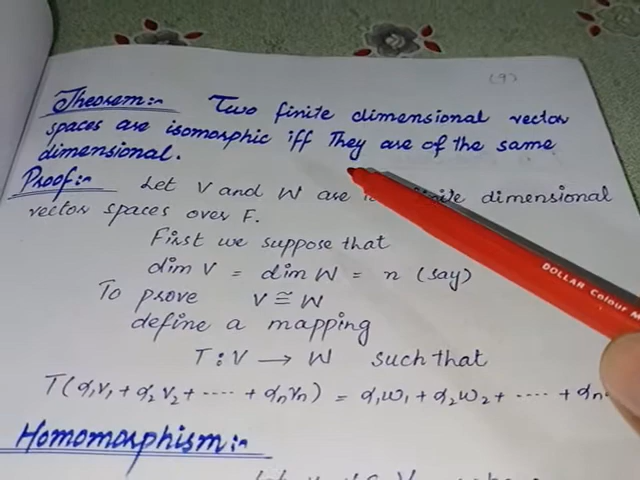 (9)
Theorem:- Two finite dimensional vector
spaces are isomorphic iff They are of the same
dimensional.
Proof:- Let V and W are dimensional
vector spaces over F.
First we suppose that
dim V = dim W = n (say)
To prove V ≅ W
define a mapping
T : V → W such that
T(α₁v₁ + α₂v₂ + ···· + αₙvₙ) = α₁w₁ + α₂w₂ + ···· + αₙ
Homomorphism:-
DOLLAR Colour M